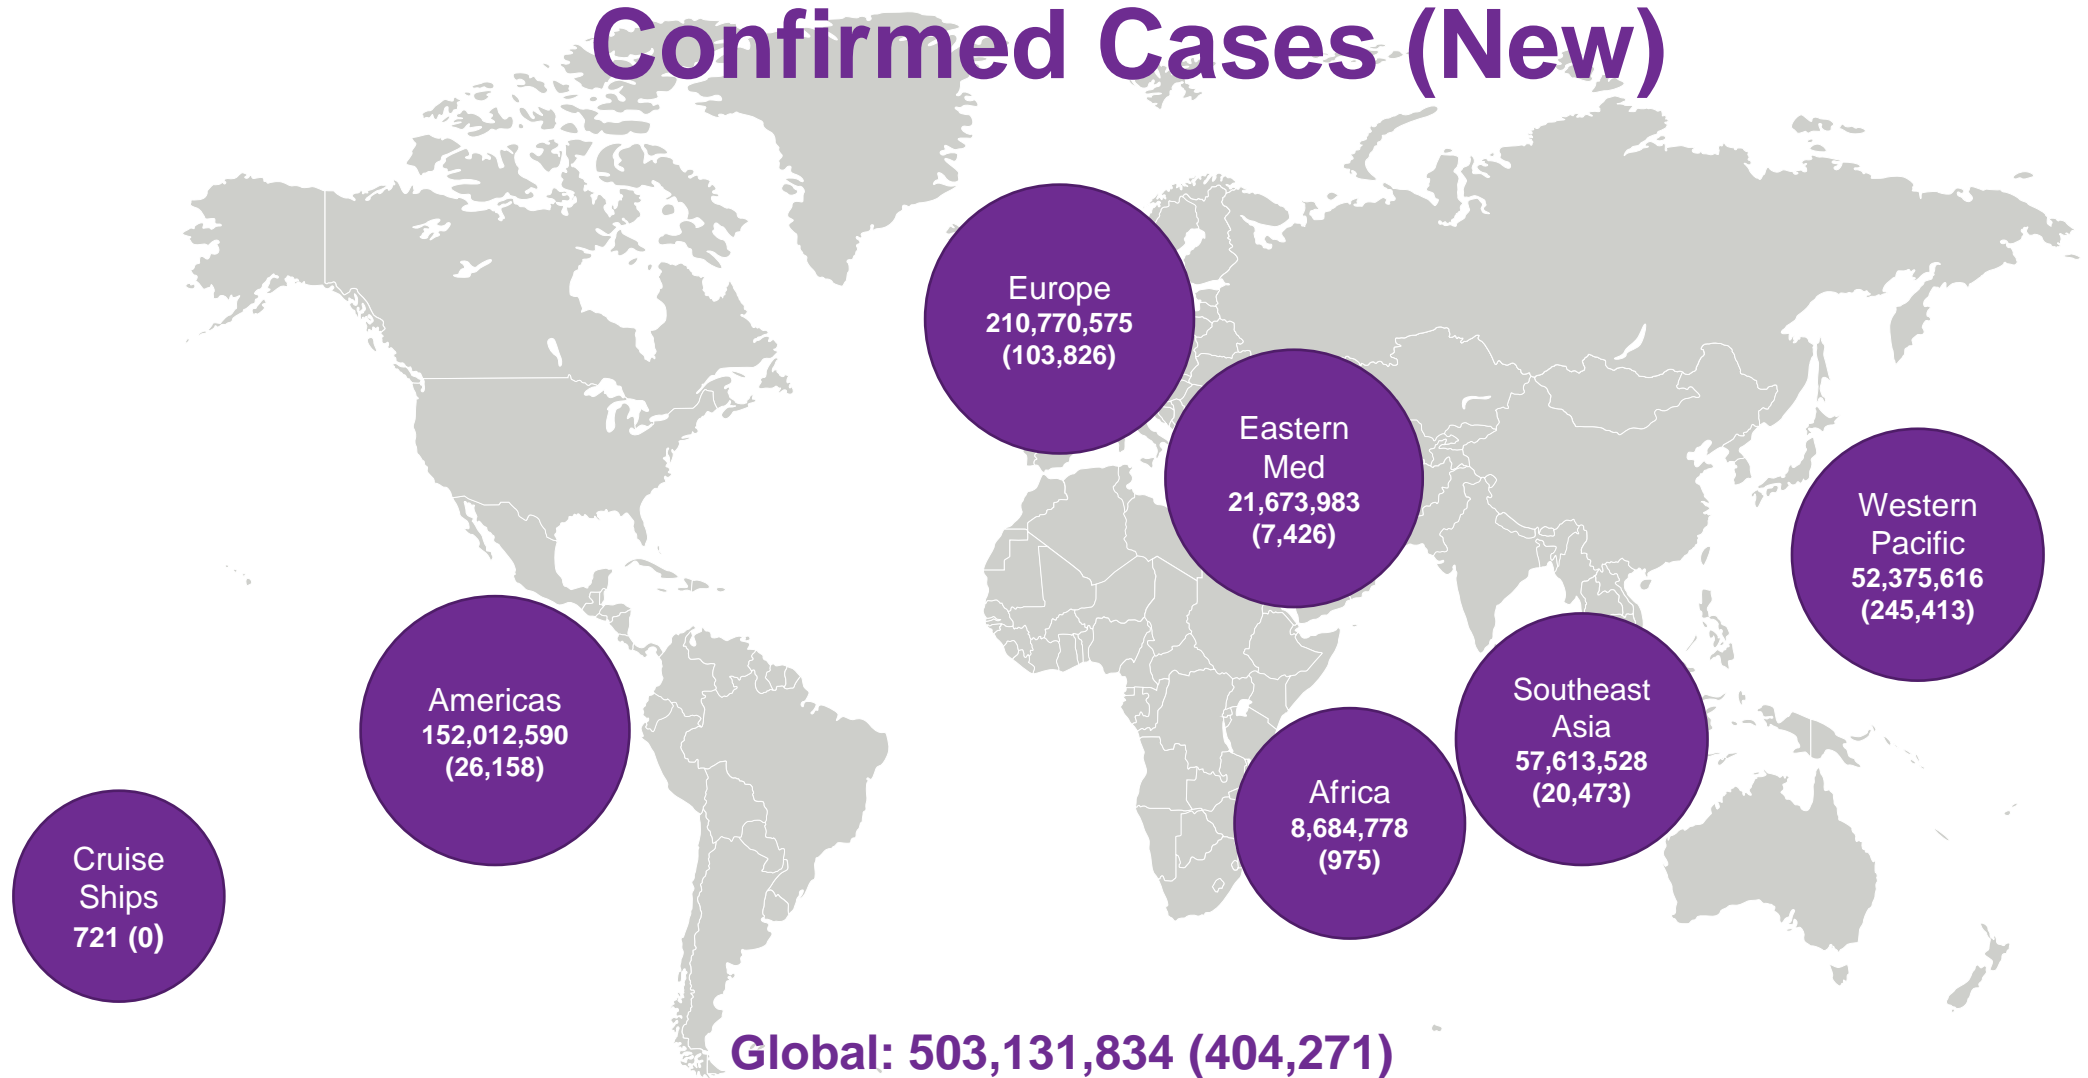 Confirmed Cases (New)
Europe
210,770,575
(103,826)
Eastern
Med
21,673,983
(7,426)
Western
Pacific
52,375,616
(245,413)
Americas
152,012,590
(26,158)
Southeast
Asia
57,613,528
(20,473)
Africa
8,684,778
(975)
Cruise
Ships
721 (0)
Global: 503,131,834 (404,271)